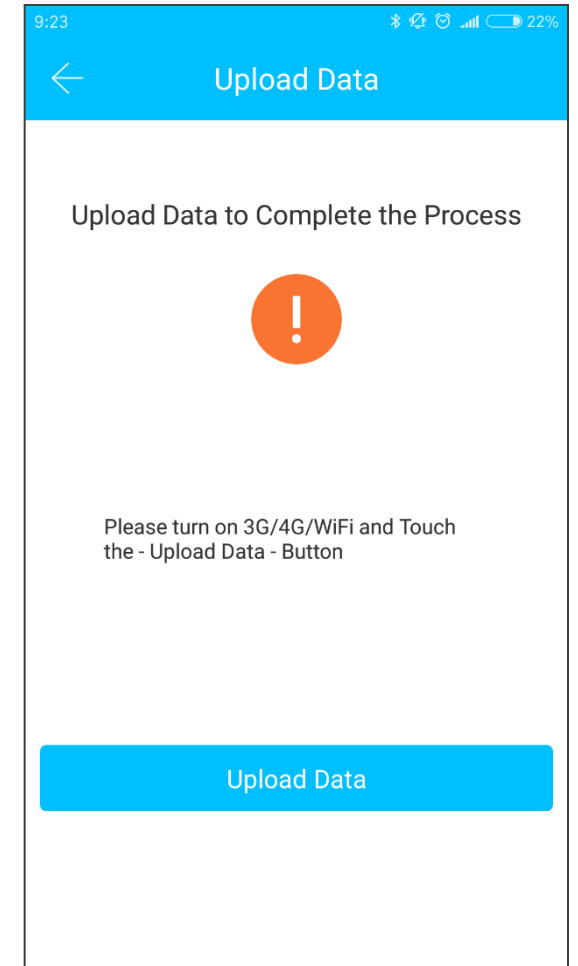 9:23 22%
Upload Data
Upload Data to Complete the Process
!
Please turn on 3G/4G/WiFi and Touch
the - Upload Data - Button
Upload Data